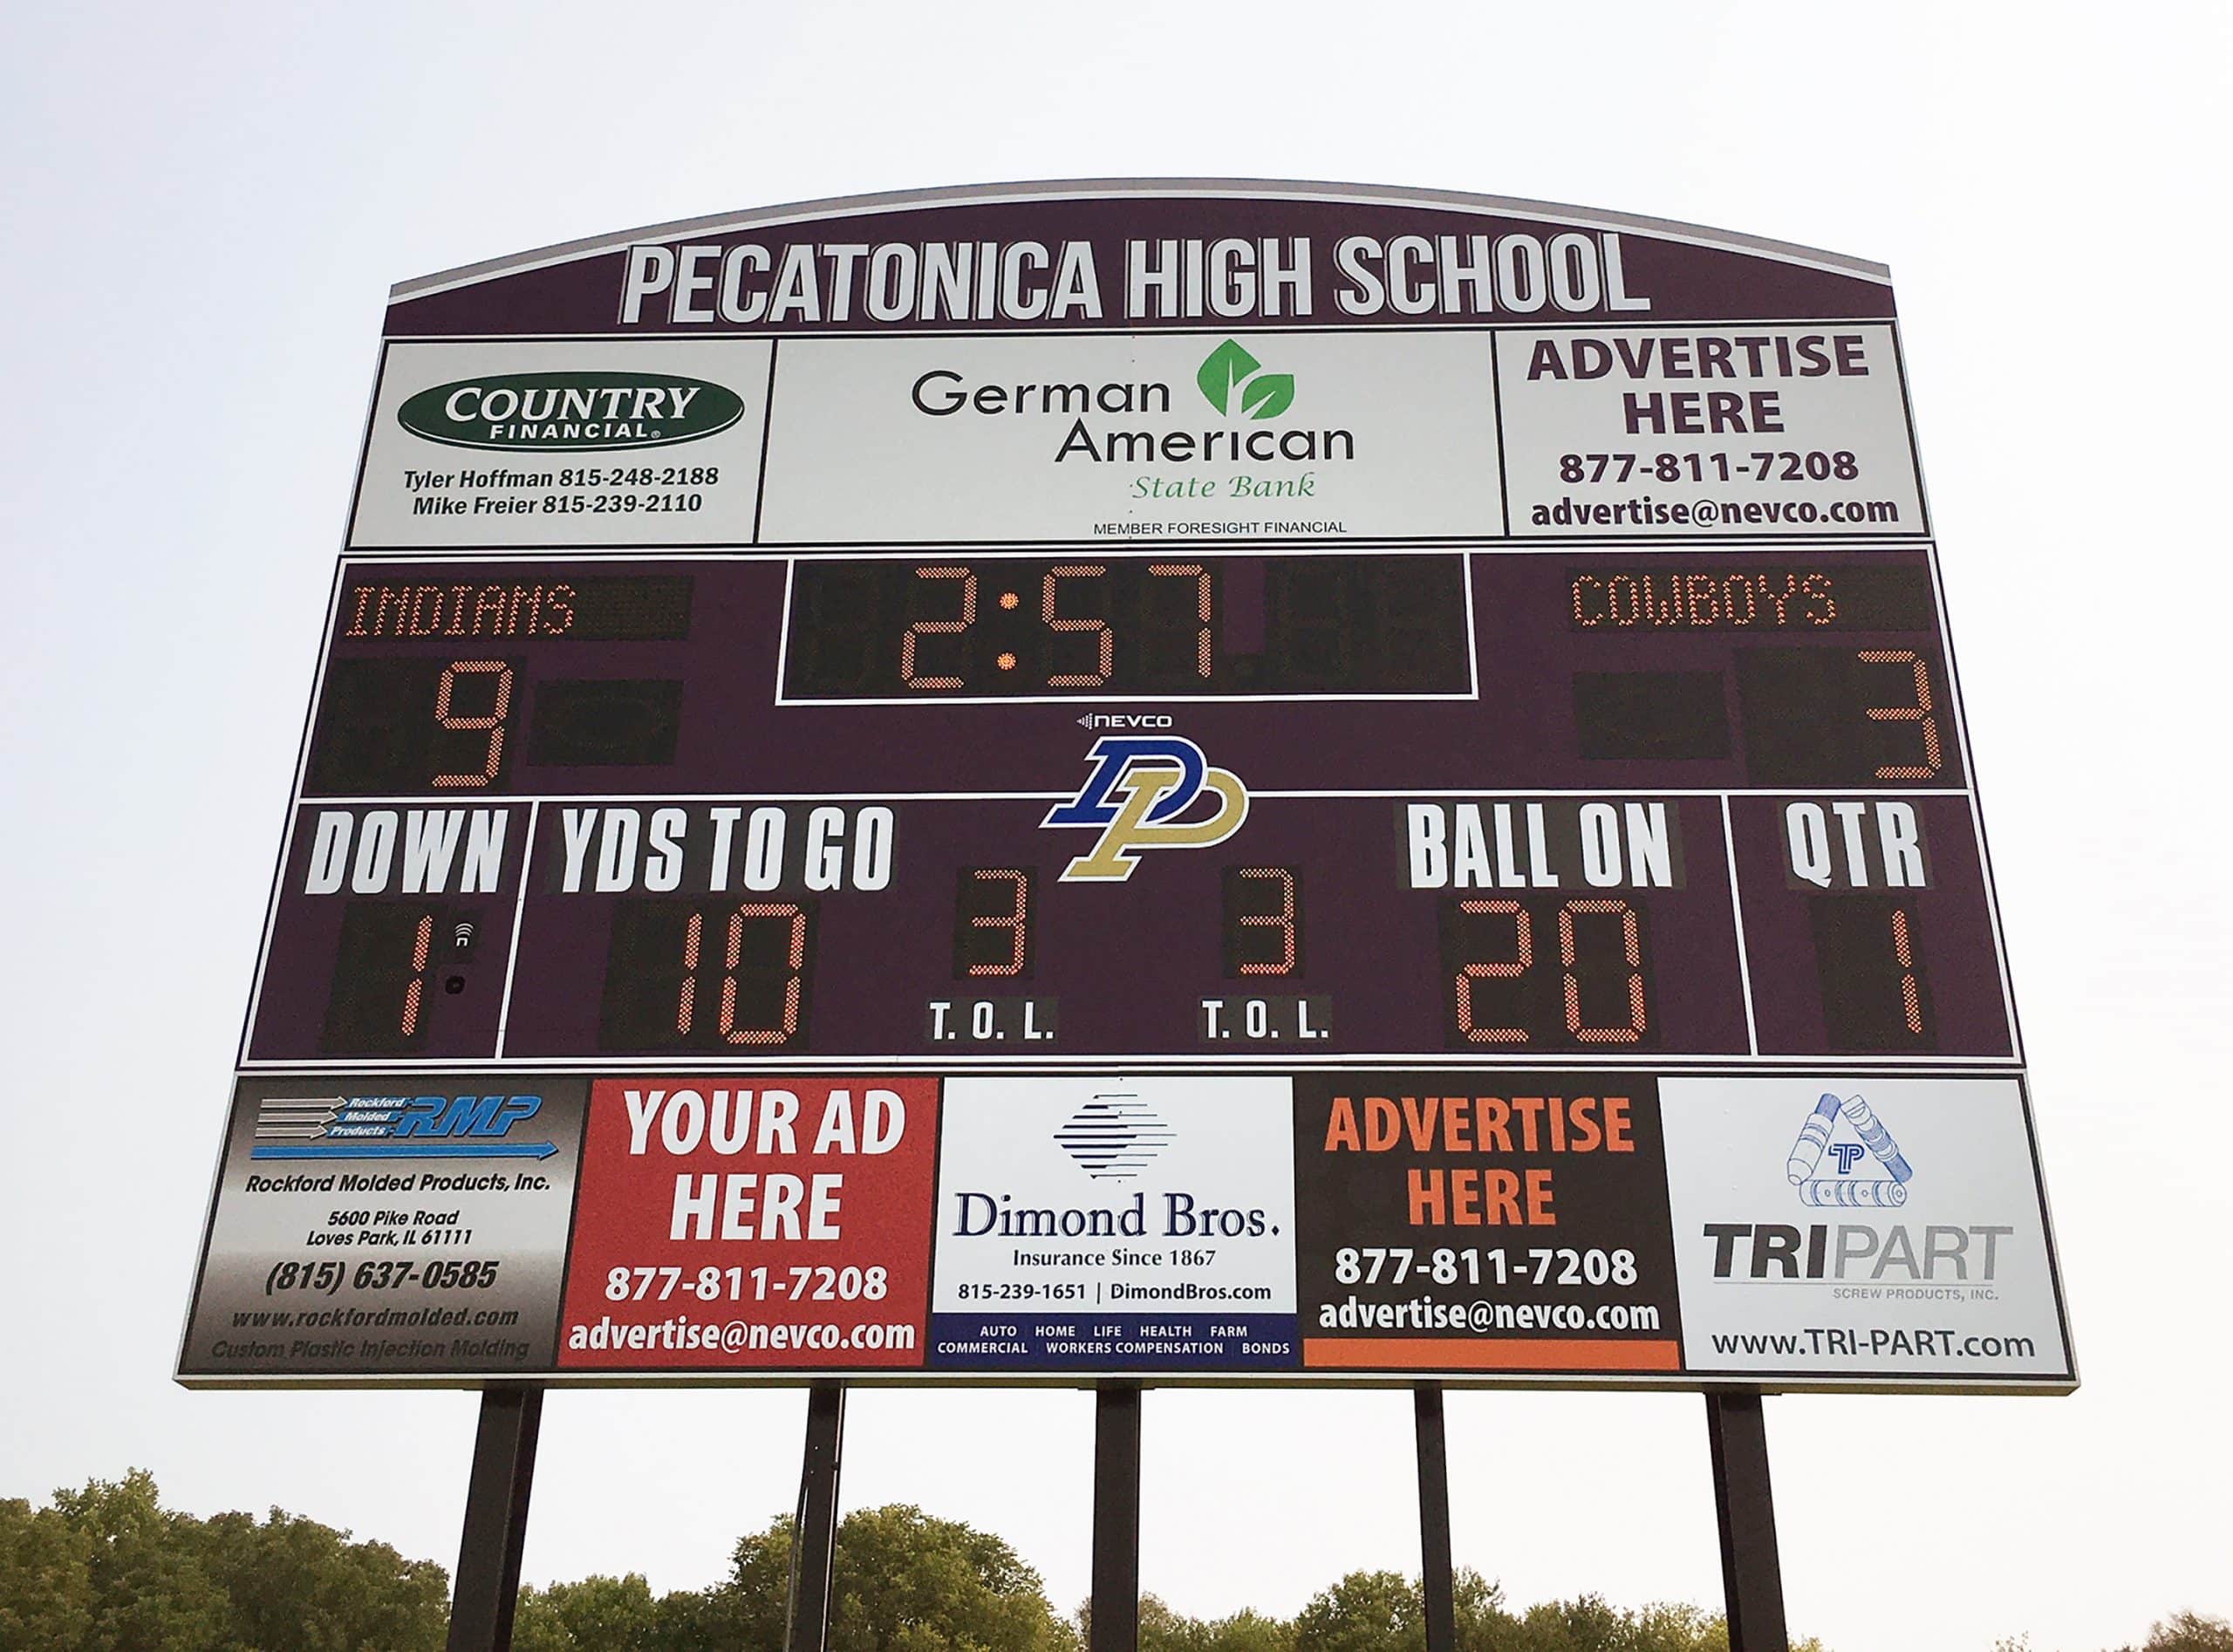 PECATONICA HIGH SCHOOL
COUNTRY
FINANCIAL®
Tyler Hoffman 815-248-2188
Mike Freier 815-239-2110
German
American
State Bank
MEMBER FORESIGHT FINANCIAL
ADVERTISE
HERE
877-811-7208
advertise@nevco.com
INDIANS
2:57
COWBOYS
9
3
NEVCO
DP
DOWN
YDS TO GO
BALL ON
QTR
1
10
3
3
20
1
T. O. L.
T. O. L.
Rockford
Molded
Products
RMP
Rockford Molded Products, Inc.
5600 Pike Road
Loves Park, IL 61111
(815) 637-0585
www.rockfordmolded.com
Custom Plastic Injection Molding
YOUR AD
HERE
877-811-7208
advertise@nevco.com
Dimond Bros.
Insurance Since 1867
815-239-1651 | DimondBros.com
AUTO HOME LIFE HEALTH FARM
COMMERCIAL WORKERS COMPENSATION BONDS
ADVERTISE
HERE
877-811-7208
advertise@nevco.com
TP
TRIPART
SCREW PRODUCTS, INC.
www.TRI-PART.com